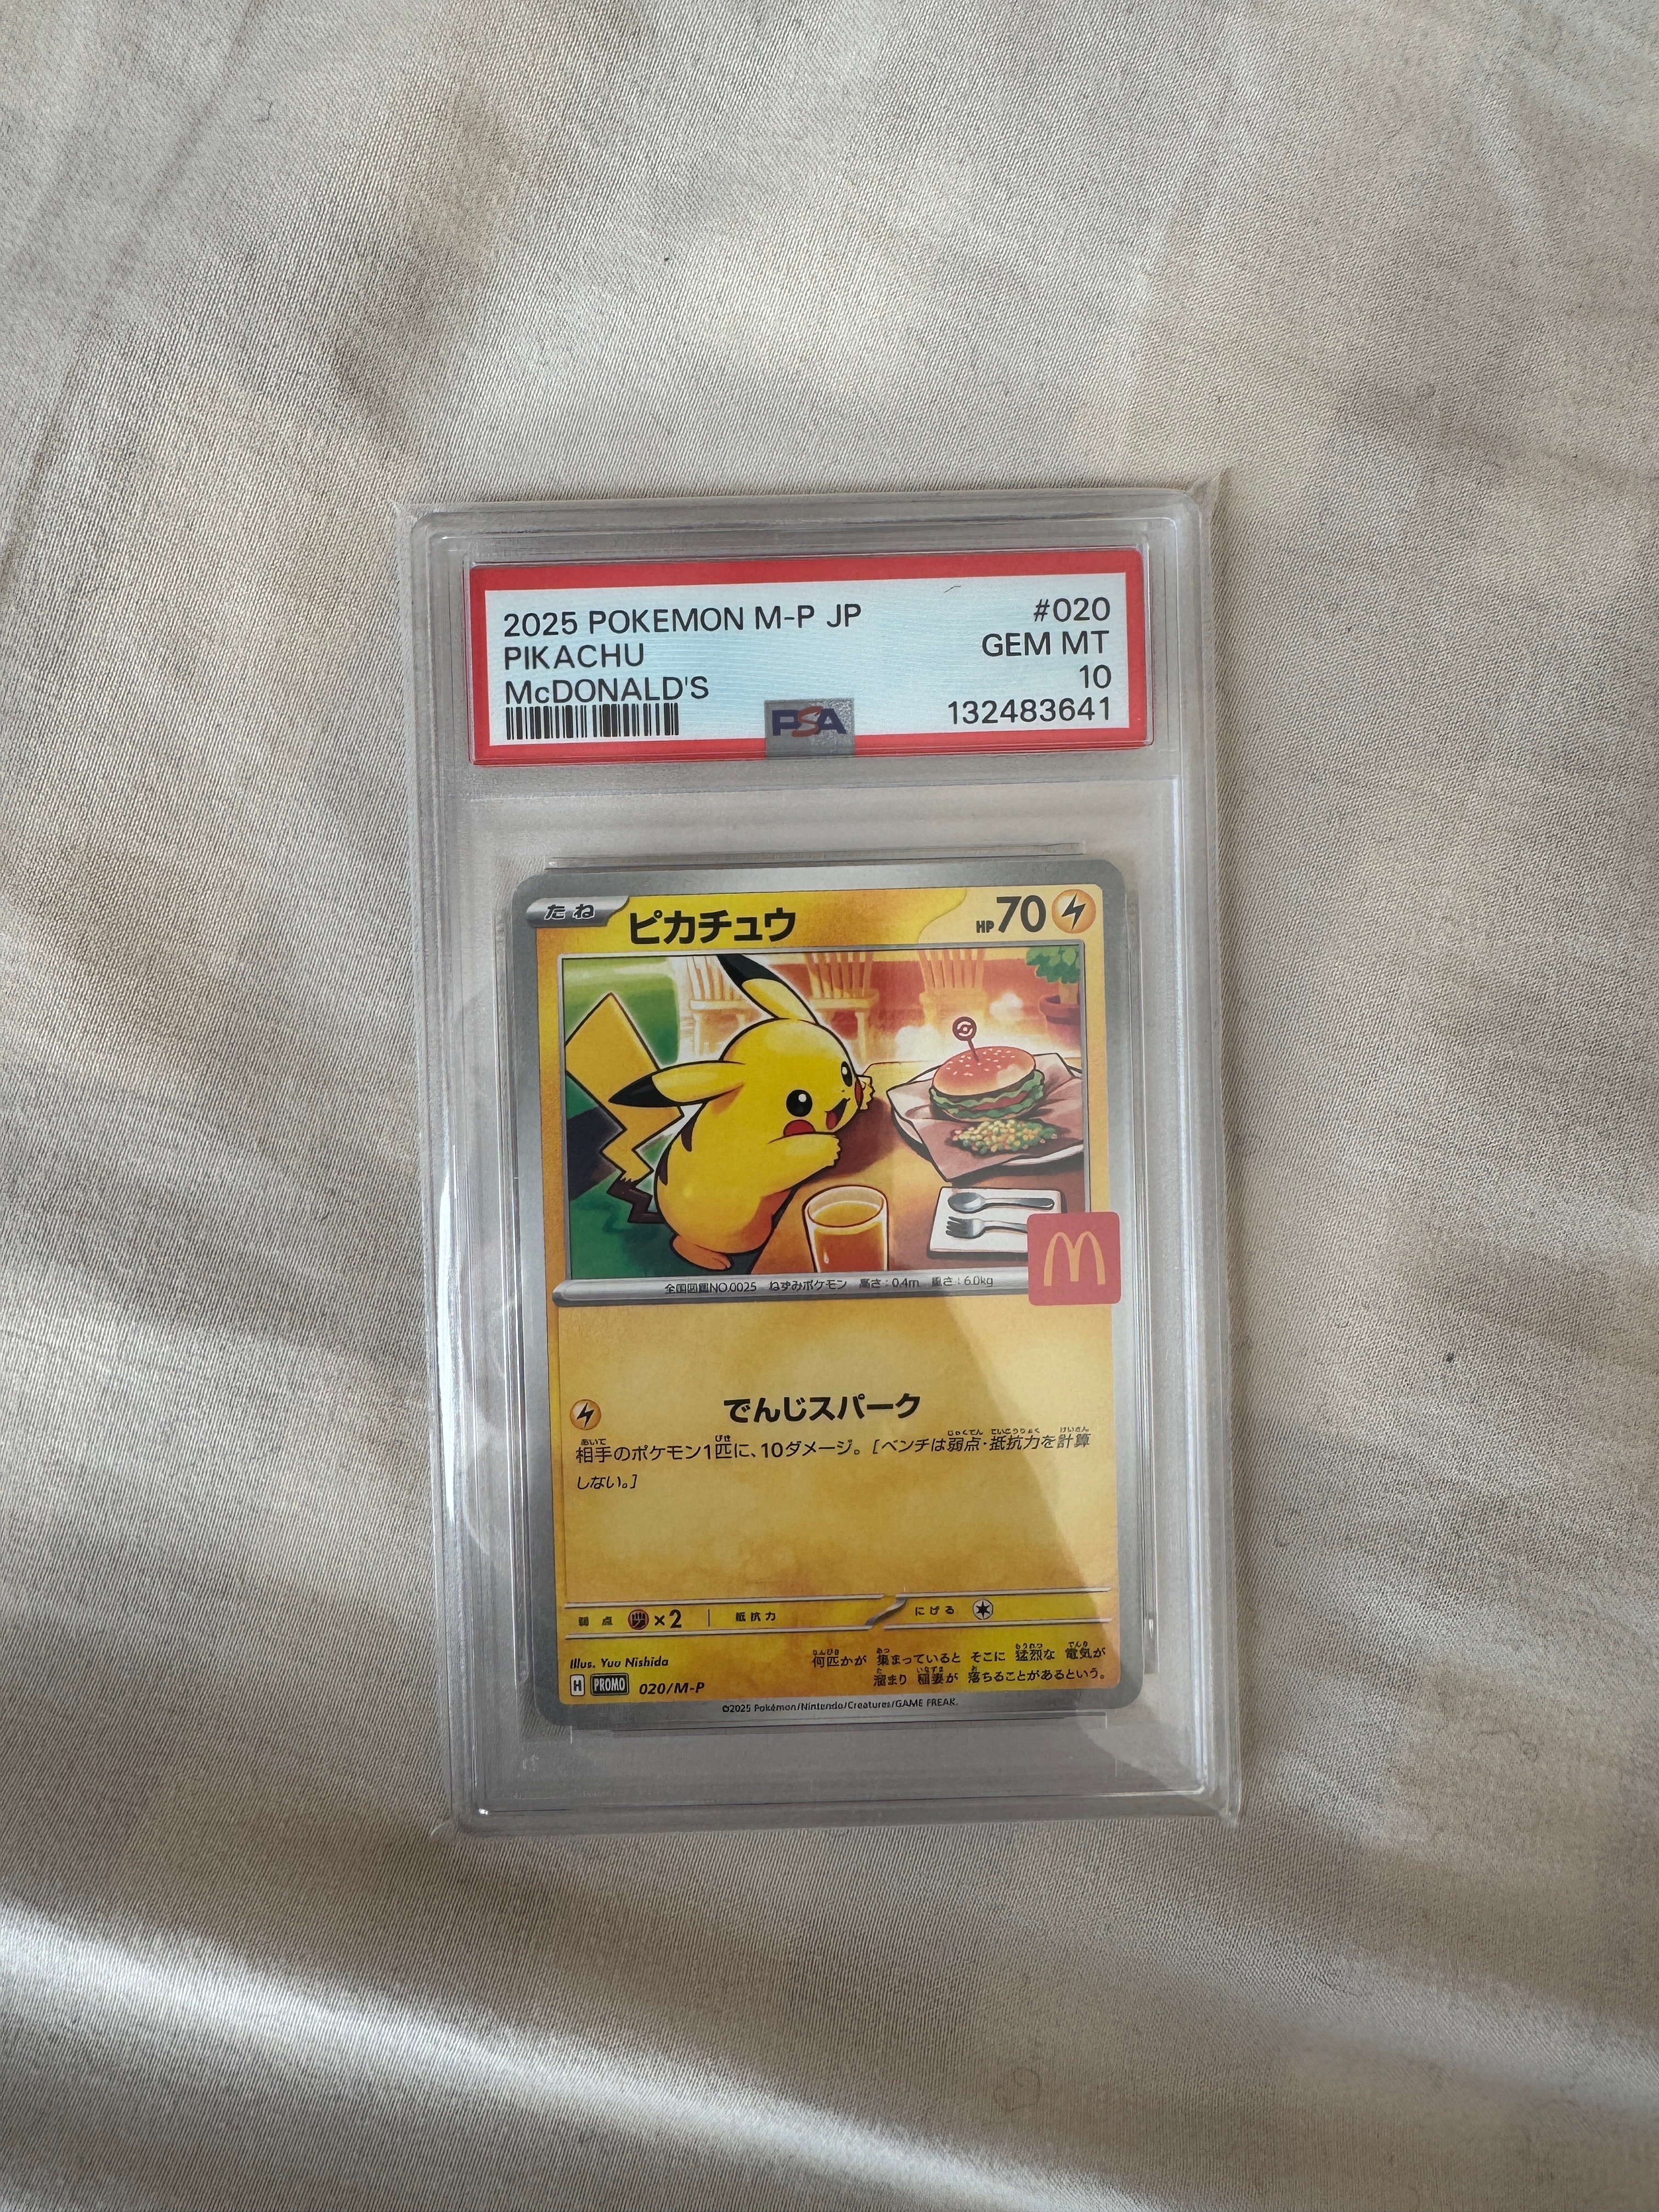 2025 POKEMON M-P JP #020
PIKACHU GEM MT
McDONALD'S 10
132483641
PSA
たね ピカチュウ HP70
全国図鑑NO.0025 ねずみポケモン 高さ:0.4m 重さ:6.0kg
でんじスパーク
相手のポケモン1匹に、10ダメージ。[ベンチは弱点・抵抗力を計算
しない。]
弱点 ×2 抵抗力 にげる
Illus. Yuu Nishida
何匹かが 集まっていると そこに 猛烈な 電気が
溜まり 稲妻が 落ちることがあるという。
H PROMO 020/M-P
©2025 Pokémon/Nintendo/Creatures/GAME FREAK.